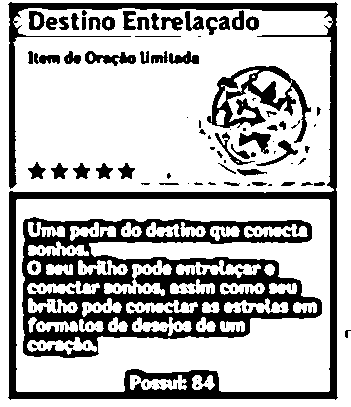 Destino Entrelaçado
Item de Oração Limitada
Uma pedra do destino que conecta
sonhos.
O seu brilho pode entrelaçar e
conectar sonhos, assim como seu
brilho pode conectar as estrelas em
formatos de desejos de um
coração.
Possui: 84